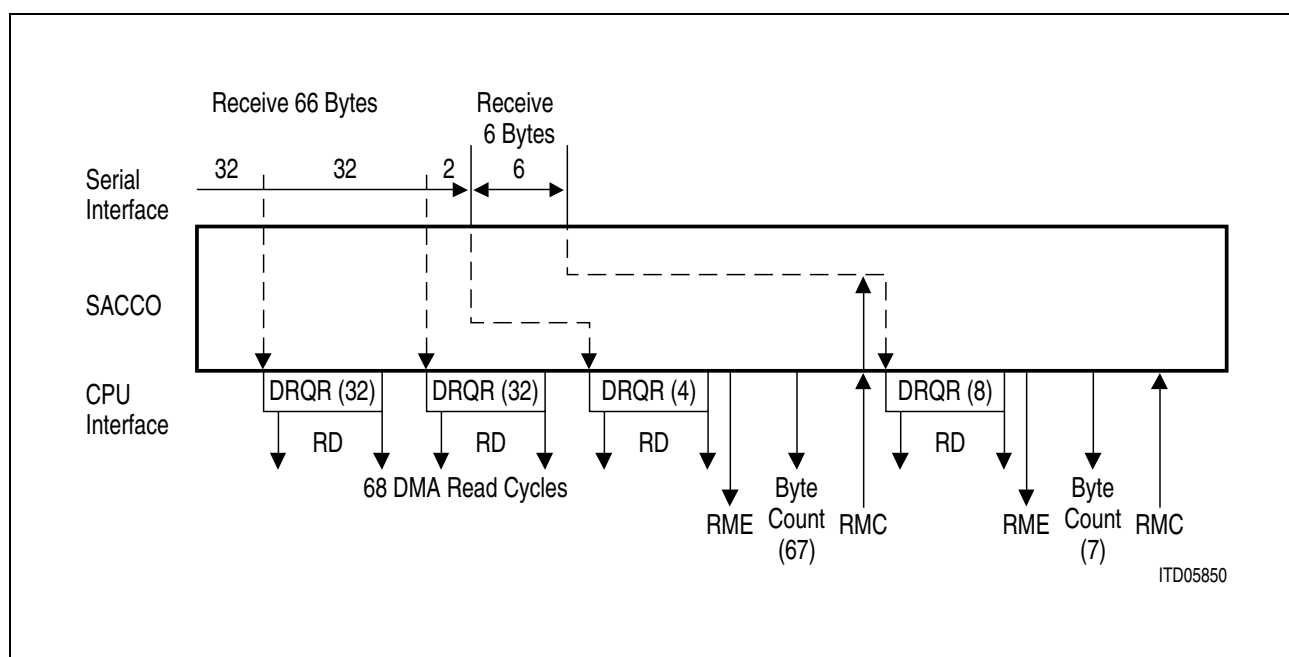 Receive 66 Bytes
Receive
6 Bytes
32
32
2
6
Serial
Interface
SACCO
CPU
Interface
DRQR (32)
DRQR (32)
DRQR (4)
DRQR (8)
RD
RD
RD
RD
68 DMA Read Cycles
RME
Byte
Count
(67)
RMC
RME
Byte
Count
(7)
RMC
ITD05850